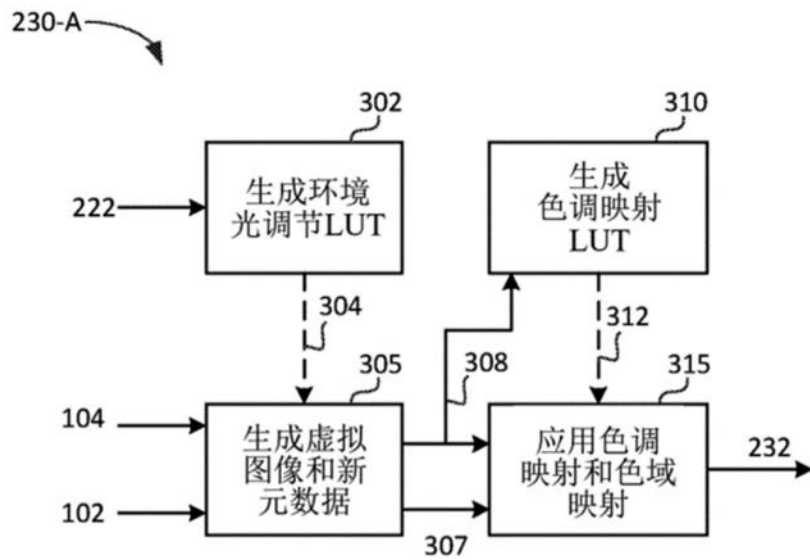 230-A
302
310
222
生成环境
光调节LUT
生成
色调映射
LUT
304
312
305
308
315
104
102
生成虚拟
图像和新
元数据
应用色调
映射和色域
映射
232
307